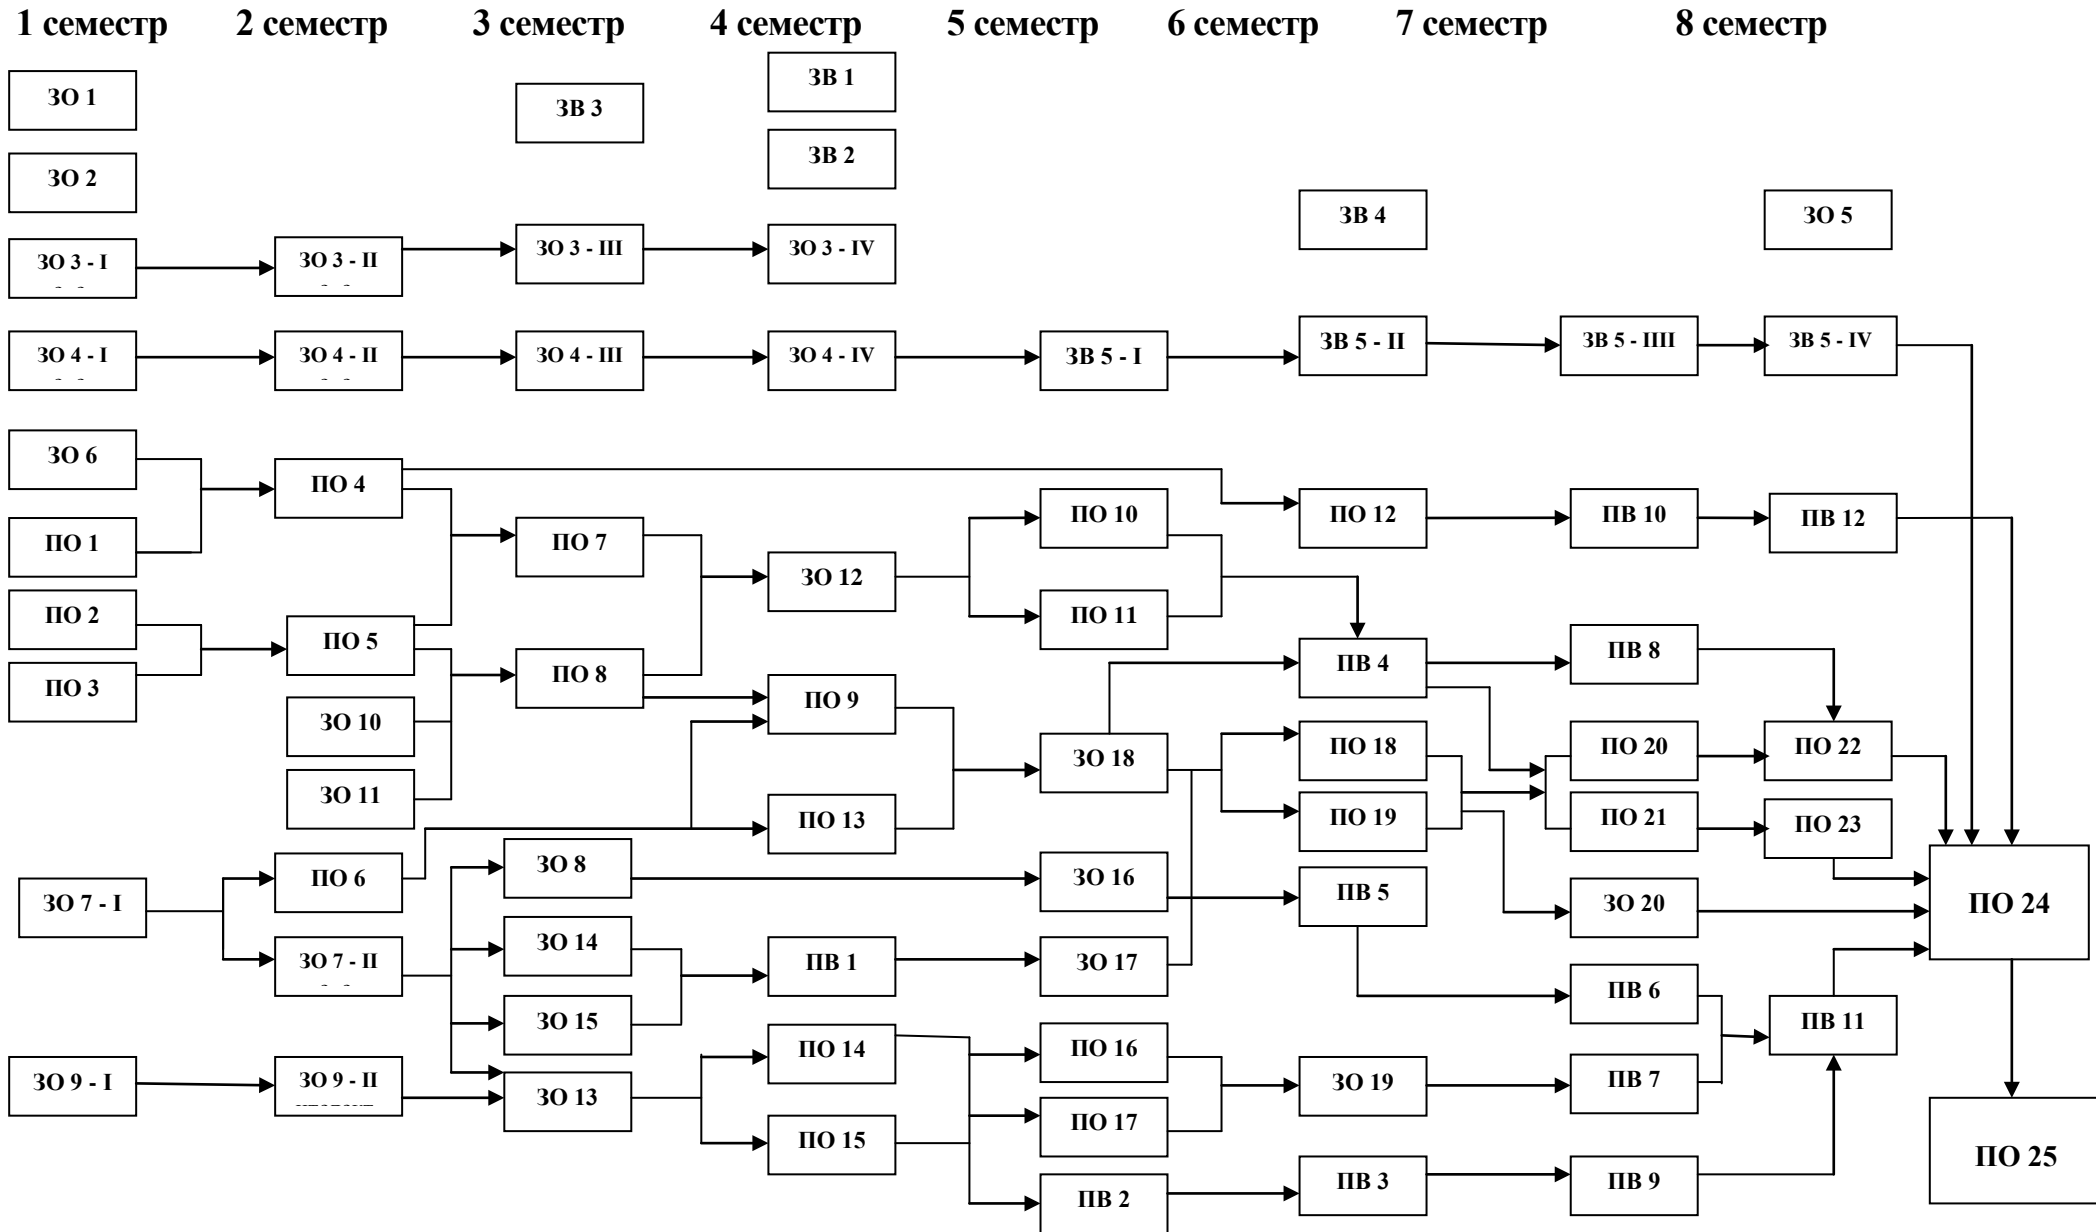 1 семестр 2 семестр 3 семестр 4 семестр 5 семестр 6 семестр 7 семестр 8 семестр
ЗВ 1
ЗО 1
ЗВ 3
ЗВ 2
ЗО 2
ЗВ 4 ЗО 5
ЗО 3 - I ЗО 3 - II ЗО 3 - III ЗО 3 - IV
ЗО 4 - I ЗО 4 - II ЗО 4 - III ЗО 4 - IV ЗВ 5 - I ЗВ 5 - II ЗВ 5 - IIII ЗВ 5 - IV
ЗО 6
ПО 4
ПО 10 ПО 12 ПВ 10 ПВ 12
ПО 1 ПО 7
ЗО 12
ПО 2 ПО 11
ПО 5
ПВ 4 ПВ 8
ПО 3 ПО 8
ПО 9
ЗО 10
ЗО 18 ПО 18 ПО 20 ПО 22
ЗО 11
ПО 13 ПО 19 ПО 21 ПО 23
ПО 6 ЗО 8 ЗО 16
ПВ 5
ЗО 7 - I ЗО 20 ПО 24
ЗО 14
ЗО 7 - II ПВ 1 ЗО 17
ПВ 6
ЗО 15 ПВ 11
ПО 14 ПО 16
ЗО 9 - I ЗО 9 - II ЗО 13 ЗО 19 ПВ 7
ПО 15 ПО 17
ПО 25
ПВ 2 ПВ 3 ПВ 9